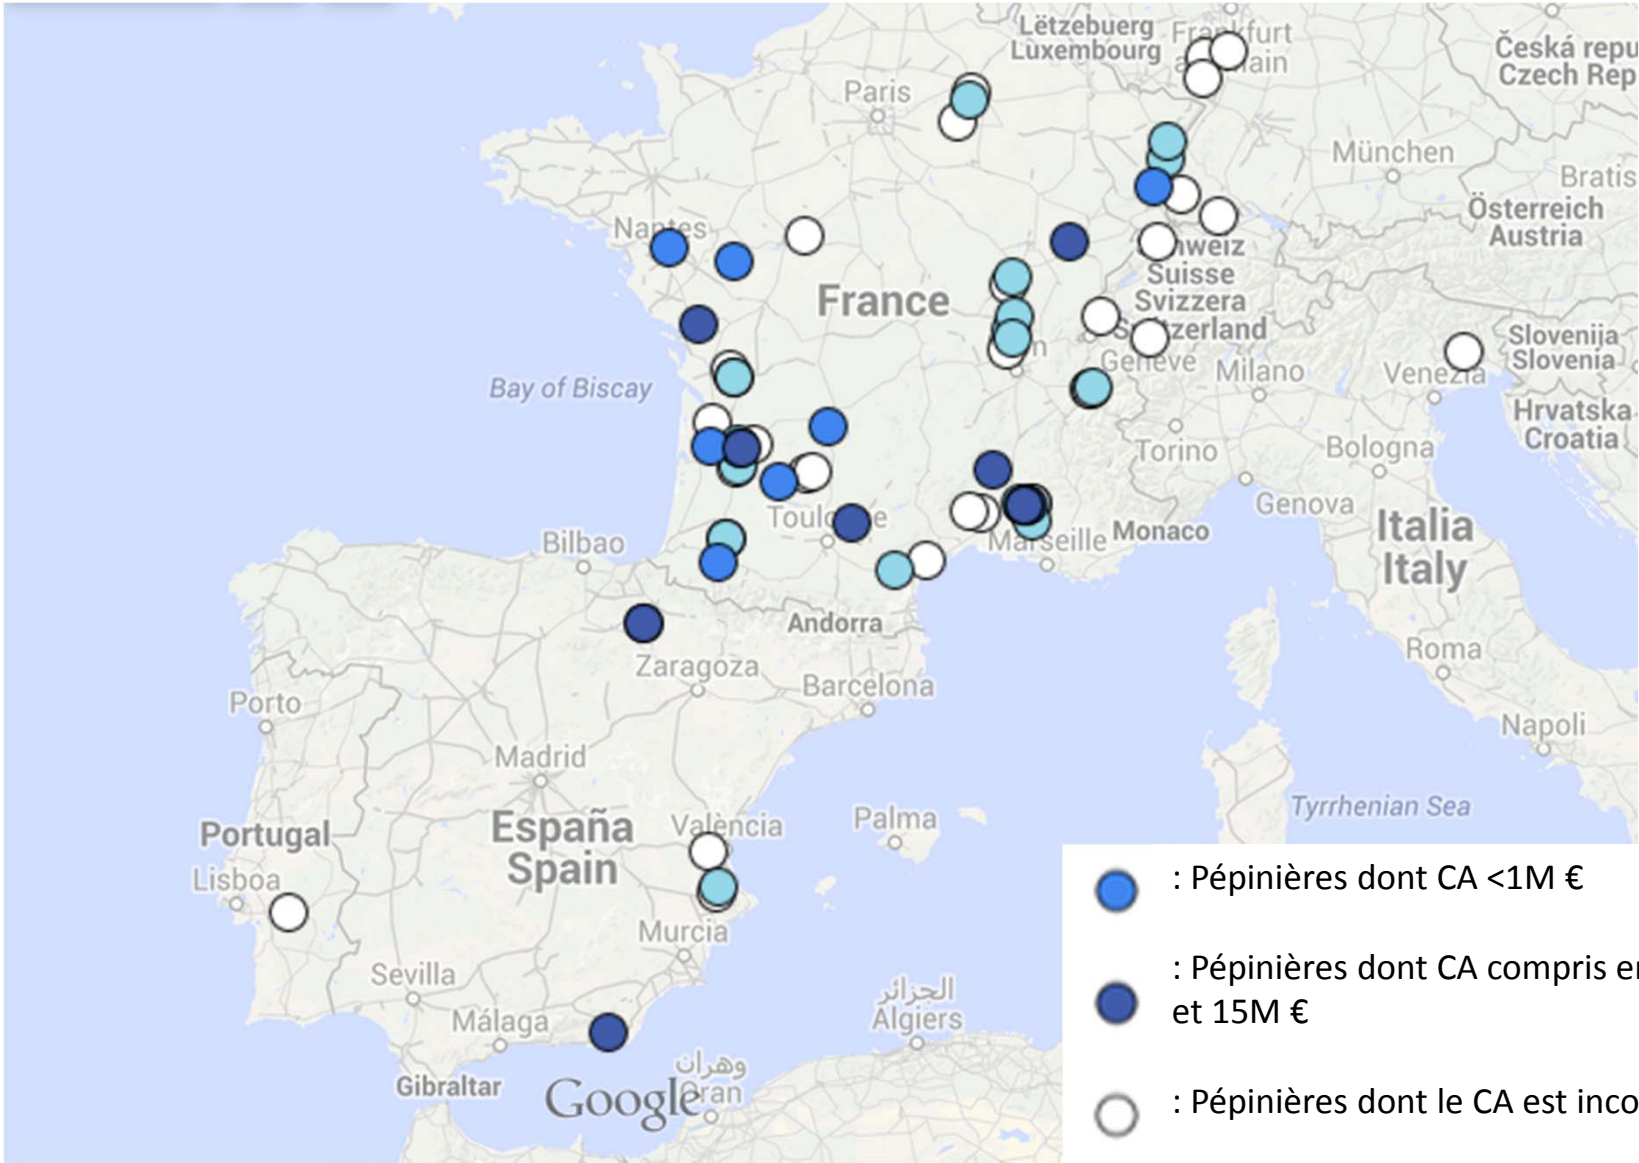 Lëtzebuerg
Luxembourg
Frankfurt
Česká repu
Czech Rep
Paris
München
Bratis
Österreich
Austria
Nantes
Suisse
Svizzera
Switzerland
France
Genève
Milano
Venezia
Slovenija
Slovenia
Bay of Biscay
Hrvatska
Croatia
Torino
Bologna
Genova
Toulouse
Marseille
Monaco
Italia
Italy
Bilbao
Andorra
Roma
Zaragoza
Barcelona
Porto
Napoli
Madrid
Tyrrhenian Sea
Palma
València
España
Spain
Portugal
Lisboa
Murcia
Sevilla
Málaga
الجزائر
Algiers
وهران
Oran
Gibraltar
Google
: Pépinières dont CA <1M €
: Pépinières dont CA compris e
et 15M €
: Pépinières dont le CA est inco